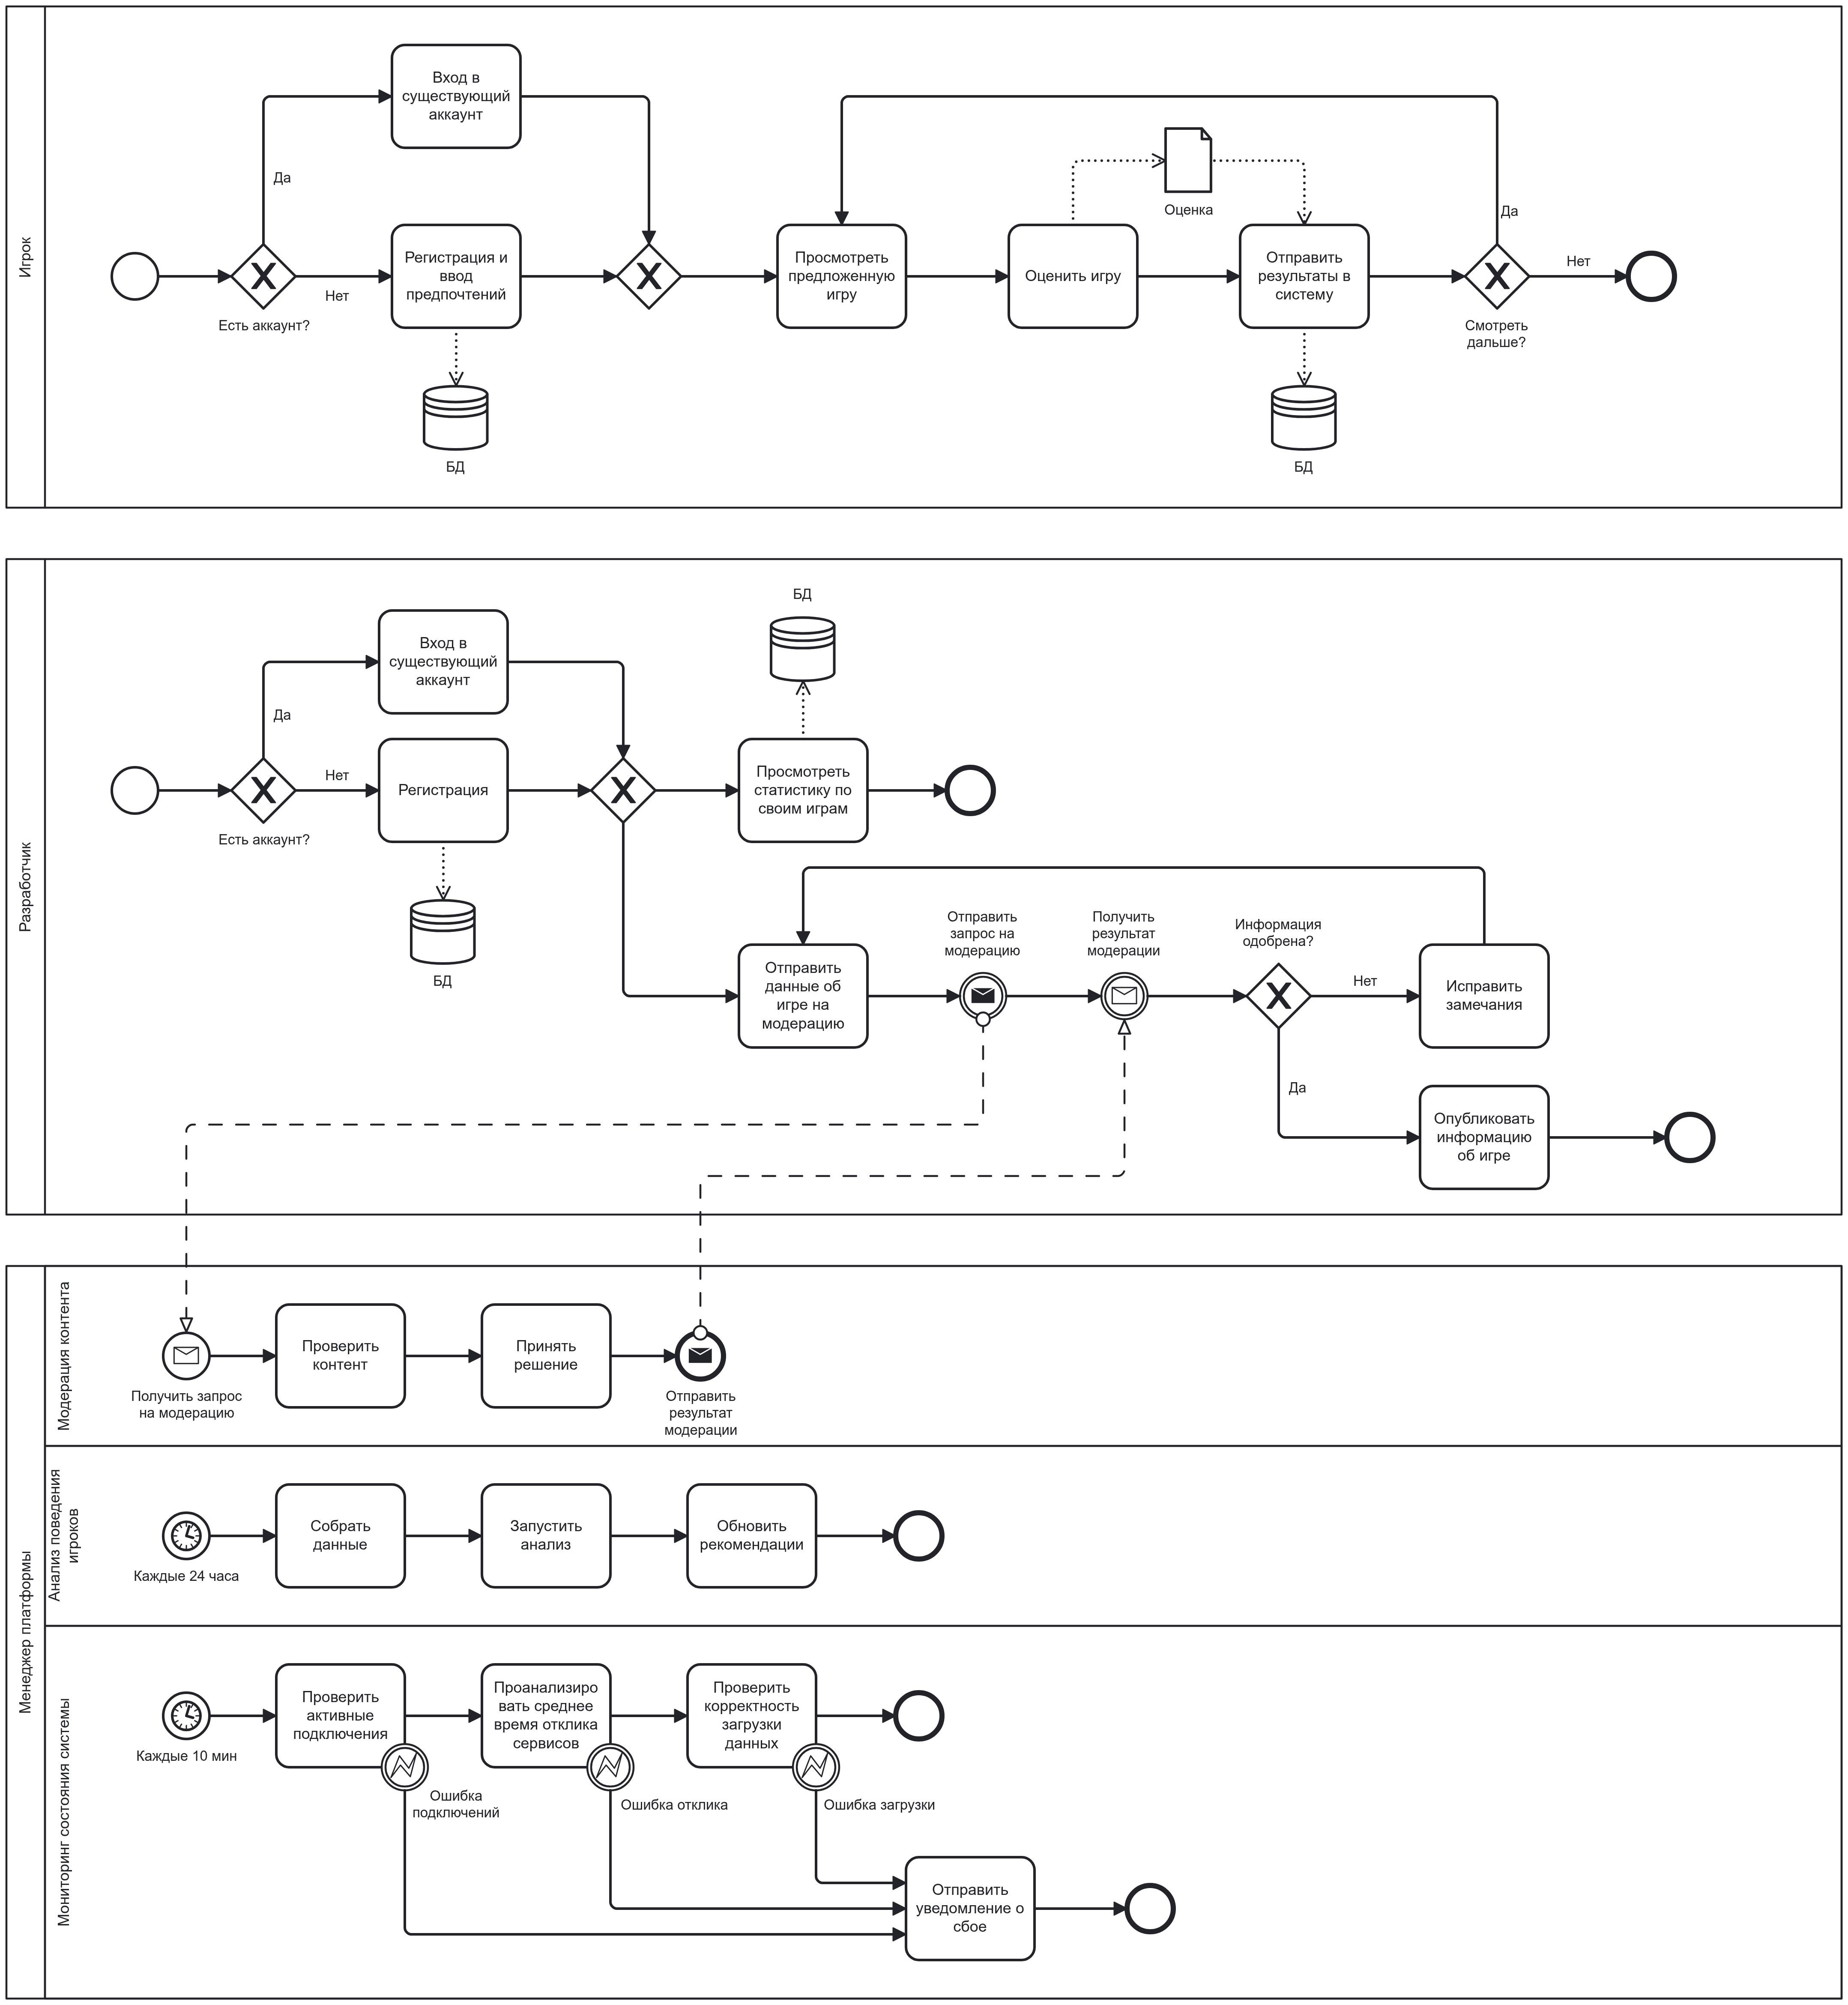 Игрок
Вход в
существующий
аккаунт
Да
Есть аккаунт?
Нет
Регистрация и
ввод
предпочтений
БД
Просмотреть
предложенную
игру
Оценить игру
Оценка
Отправить
результаты в
систему
БД
Да
Смотреть
дальше?
Нет
Разработчик
Вход в
существующий
аккаунт
Да
Есть аккаунт?
Нет
Регистрация
БД
БД
Просмотреть
статистику по
своим играм
Отправить
данные об
игре на
модерацию
Отправить
запрос на
модерацию
Получить
результат
модерации
Информация
одобрена?
Нет
Исправить
замечания
Да
Опубликовать
информацию
об игре
Менеджер платформы
Модерация контента
Получить запрос
на модерацию
Проверить
контент
Принять
решение
Отправить
результат
модерации
Анализ поведения
игроков
Каждые 24 часа
Собрать
данные
Запустить
анализ
Обновить
рекомендации
Мониторинг состояния системы
Каждые 10 мин
Проверить
активные
подключения
Ошибка
подключений
Проанализиро
вать среднее
время отклика
сервисов
Ошибка отклика
Проверить
корректность
загрузки
данных
Ошибка загрузки
Отправить
уведомление о
сбое